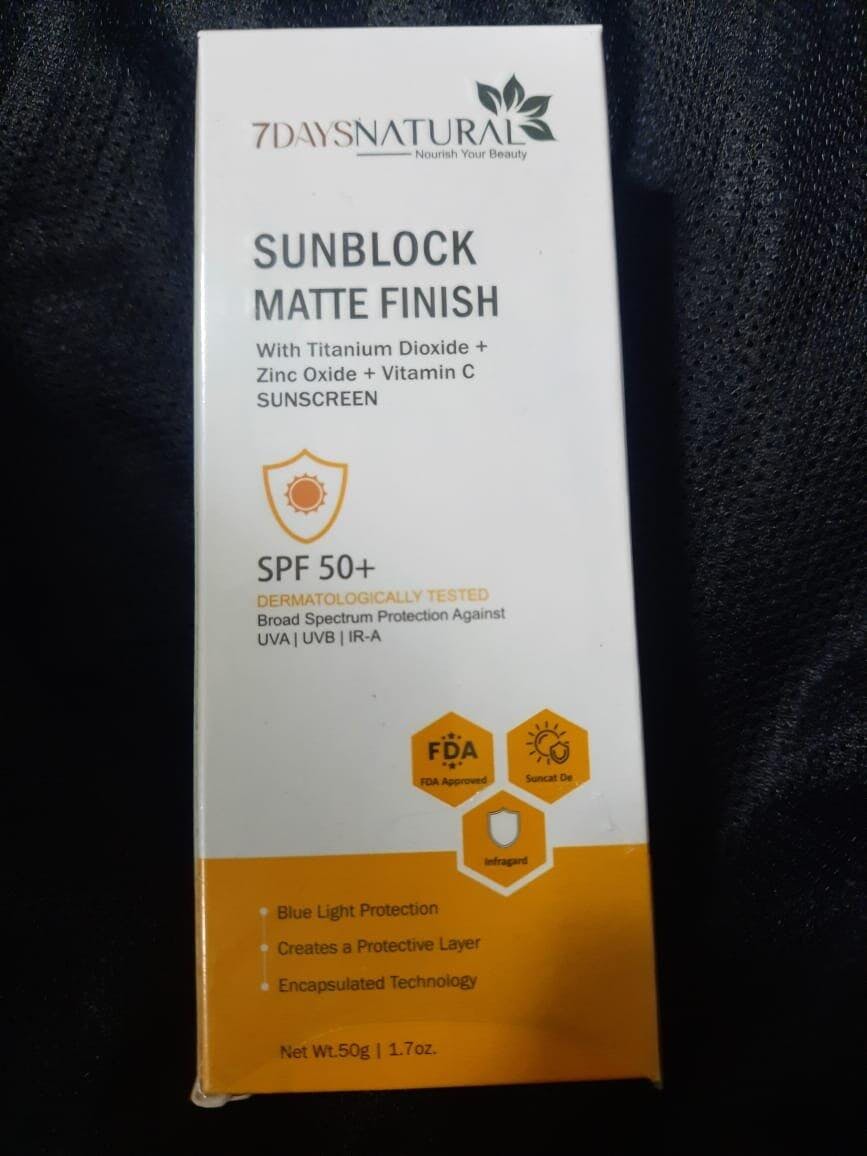 7DAYSNATURAL
Nourish Your Beauty
SUNBLOCK
MATTE FINISH
With Titanium Dioxide +
Zinc Oxide + Vitamin C
SUNSCREEN
SPF 50+
DERMATOLOGICALLY TESTED
Broad Spectrum Protection Against
UVA | UVB | IR-A
FDA
FDA Approved
Suncat De
Infragard
Blue Light Protection
Creates a Protective Layer
Encapsulated Technology
Net Wt.50g | 1.7oz.